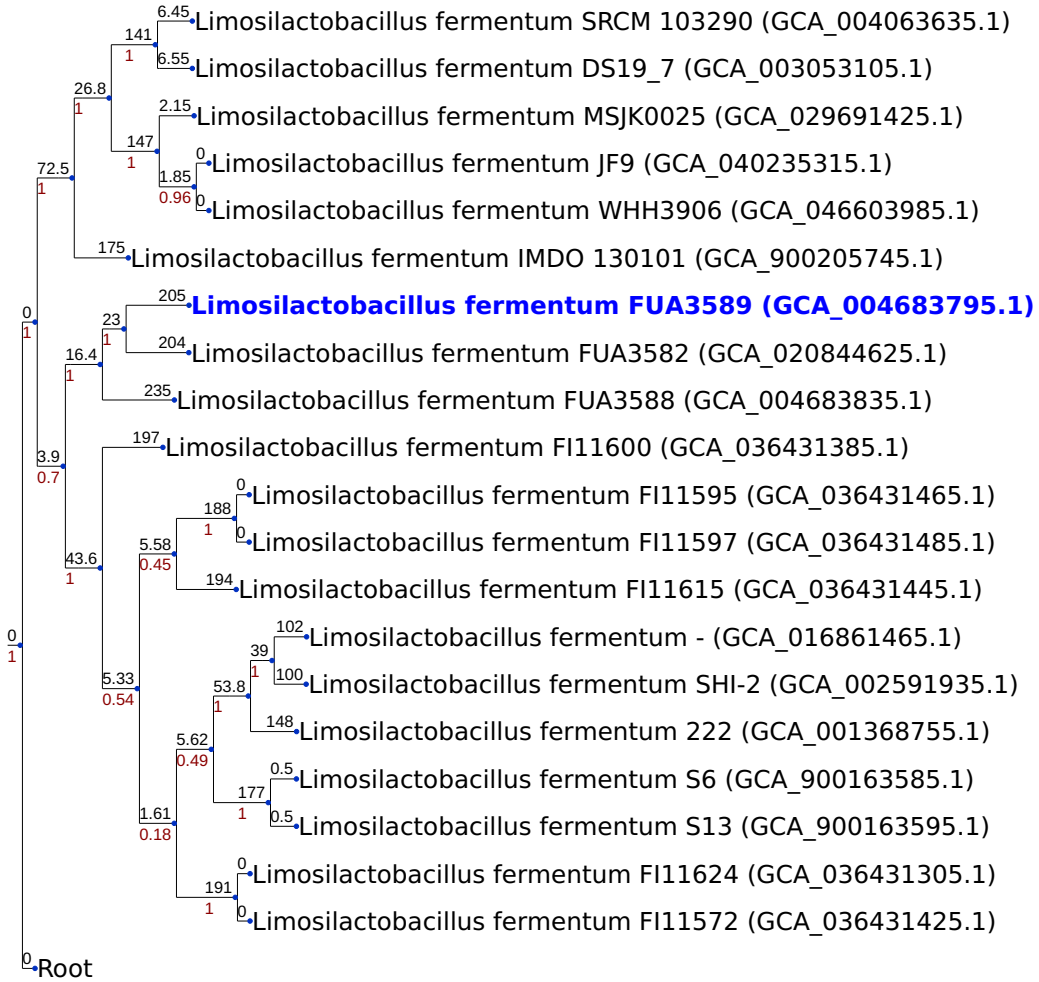 6.45
Limosilactobacillus fermentum SRCM 103290 (GCA_004063635.1)
141
1
6.55
Limosilactobacillus fermentum DS19_7 (GCA_003053105.1)
26.8
1
2.15
Limosilactobacillus fermentum MSJK0025 (GCA_029691425.1)
147
1
0
Limosilactobacillus fermentum JF9 (GCA_040235315.1)
72.5
1
1.85
0.96
0
Limosilactobacillus fermentum WHH3906 (GCA_046603985.1)
175
Limosilactobacillus fermentum IMDO 130101 (GCA_900205745.1)
205
Limosilactobacillus fermentum FUA3589 (GCA_004683795.1)
0
1
23
1
204
Limosilactobacillus fermentum FUA3582 (GCA_020844625.1)
16.4
1
235
Limosilactobacillus fermentum FUA3588 (GCA_004683835.1)
197
Limosilactobacillus fermentum FI11600 (GCA_036431385.1)
3.9
0.7
0
Limosilactobacillus fermentum FI11595 (GCA_036431465.1)
188
1
0
Limosilactobacillus fermentum FI11597 (GCA_036431485.1)
5.58
0.45
43.6
1
194
Limosilactobacillus fermentum FI11615 (GCA_036431445.1)
102
Limosilactobacillus fermentum - (GCA_016861465.1)
0
1
39
1
100
Limosilactobacillus fermentum SHI-2 (GCA_002591935.1)
5.33
0.54
53.8
1
148
Limosilactobacillus fermentum 222 (GCA_001368755.1)
5.62
0.49
0.5
Limosilactobacillus fermentum S6 (GCA_900163585.1)
177
1
0.5
Limosilactobacillus fermentum S13 (GCA_900163595.1)
1.61
0.18
0
Limosilactobacillus fermentum FI11624 (GCA_036431305.1)
191
1
0
Limosilactobacillus fermentum FI11572 (GCA_036431425.1)
0
Root